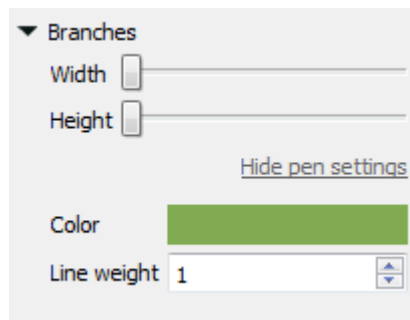 Branches
Width
Height
Hide pen settings
Color
Line weight 1